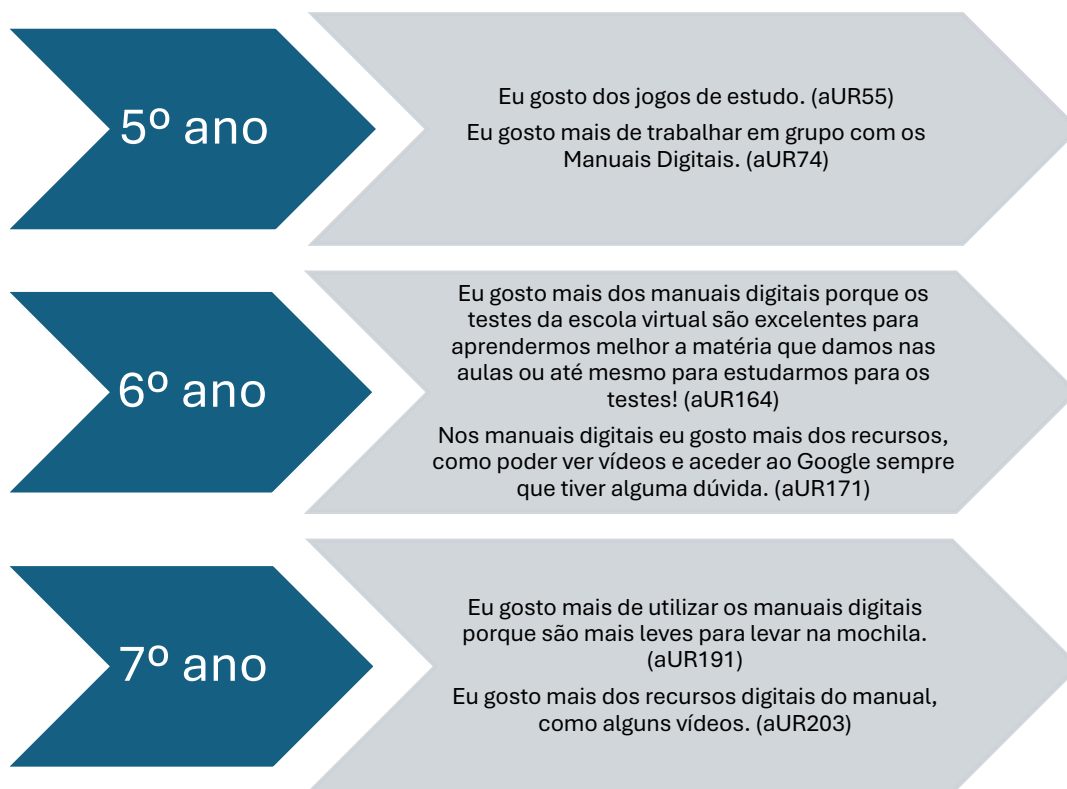 5º ano
Eu gosto dos jogos de estudo. (aUR55)
Eu gosto mais de trabalhar em grupo com os
Manuais Digitais. (aUR74)
6º ano
Eu gosto mais dos manuais digitais porque os
testes da escola virtual são excelentes para
aprendermos melhor a matéria que damos nas
aulas ou até mesmo para estudarmos para os
testes! (aUR164)
Nos manuais digitais eu gosto mais dos recursos,
como poder ver vídeos e aceder ao Google sempre
que tiver alguma dúvida. (aUR171)
7º ano
Eu gosto mais de utilizar os manuais digitais
porque são mais leves para levar na mochila.
(aUR191)
Eu gosto mais dos recursos digitais do manual,
como alguns vídeos. (aUR203)